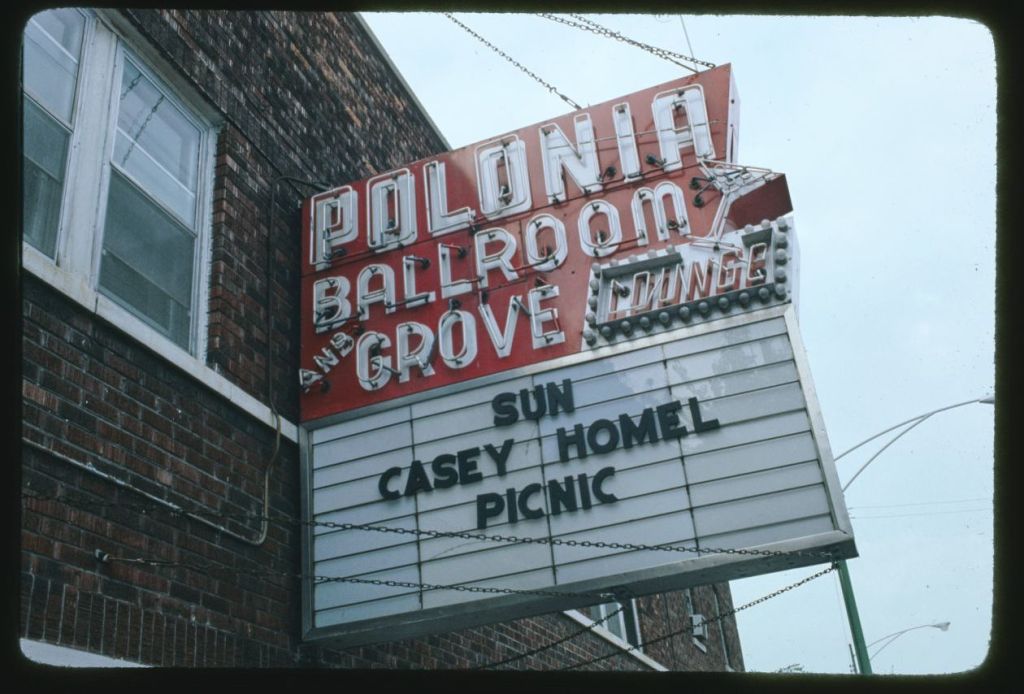 POLONIA
BALLROOM
AND GROVE
LOUNGE
SUN
CASEY HOMEL
PICNIC